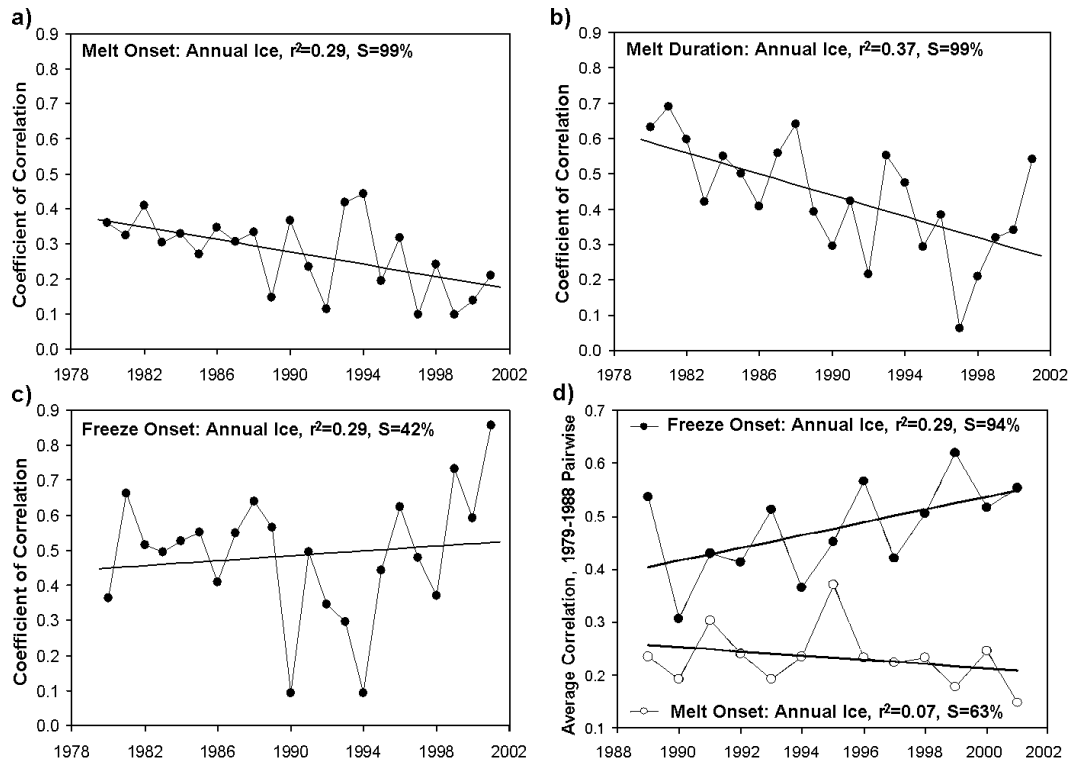 a)
Melt Onset: Annual Ice, r²=0.29, S=99%
Coefficient of Correlation
0.9
0.8
0.7
0.6
0.5
0.4
0.3
0.2
0.1
0.0
1978 1982 1986 1990 1994 1998 2002
b)
Melt Duration: Annual Ice, r²=0.37, S=99%
Coefficient of Correlation
0.9
0.8
0.7
0.6
0.5
0.4
0.3
0.2
0.1
0.0
1978 1982 1986 1990 1994 1998 2002
c)
Freeze Onset: Annual Ice, r²=0.29, S=42%
Coefficient of Correlation
0.9
0.8
0.7
0.6
0.5
0.4
0.3
0.2
0.1
0.0
1978 1982 1986 1990 1994 1998 2002
d)
Freeze Onset: Annual Ice, r²=0.29, S=94%
Average Correlation, 1979-1988 Pairwise
0.7
0.6
0.5
0.4
0.3
0.2
0.1
Melt Onset: Annual Ice, r²=0.07, S=63%
1988 1990 1992 1994 1996 1998 2000 2002